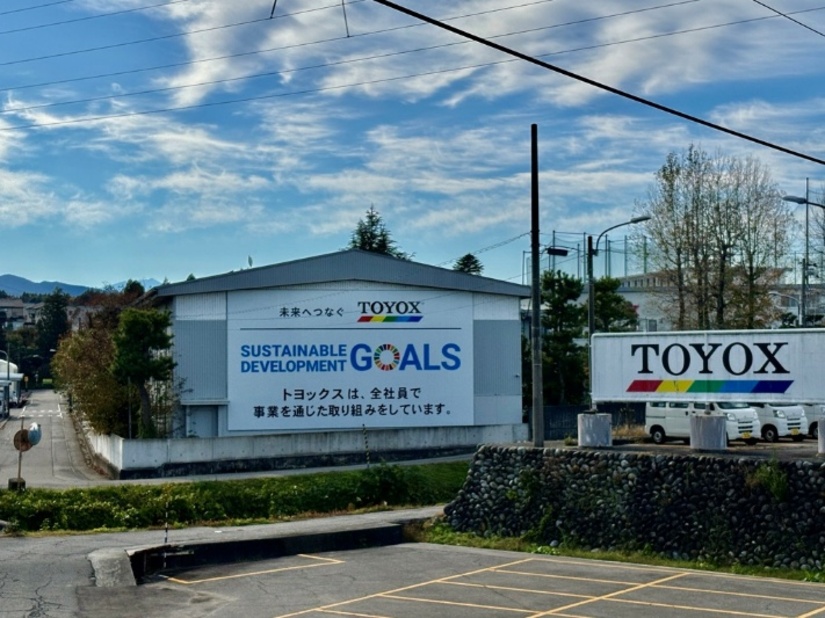 未来へつなぐ TOYOX
SUSTAINABLE
DEVELOPMENT GOALS
トヨックスは、全社員で
事業を通じた取り組みをしています。
TOYOX